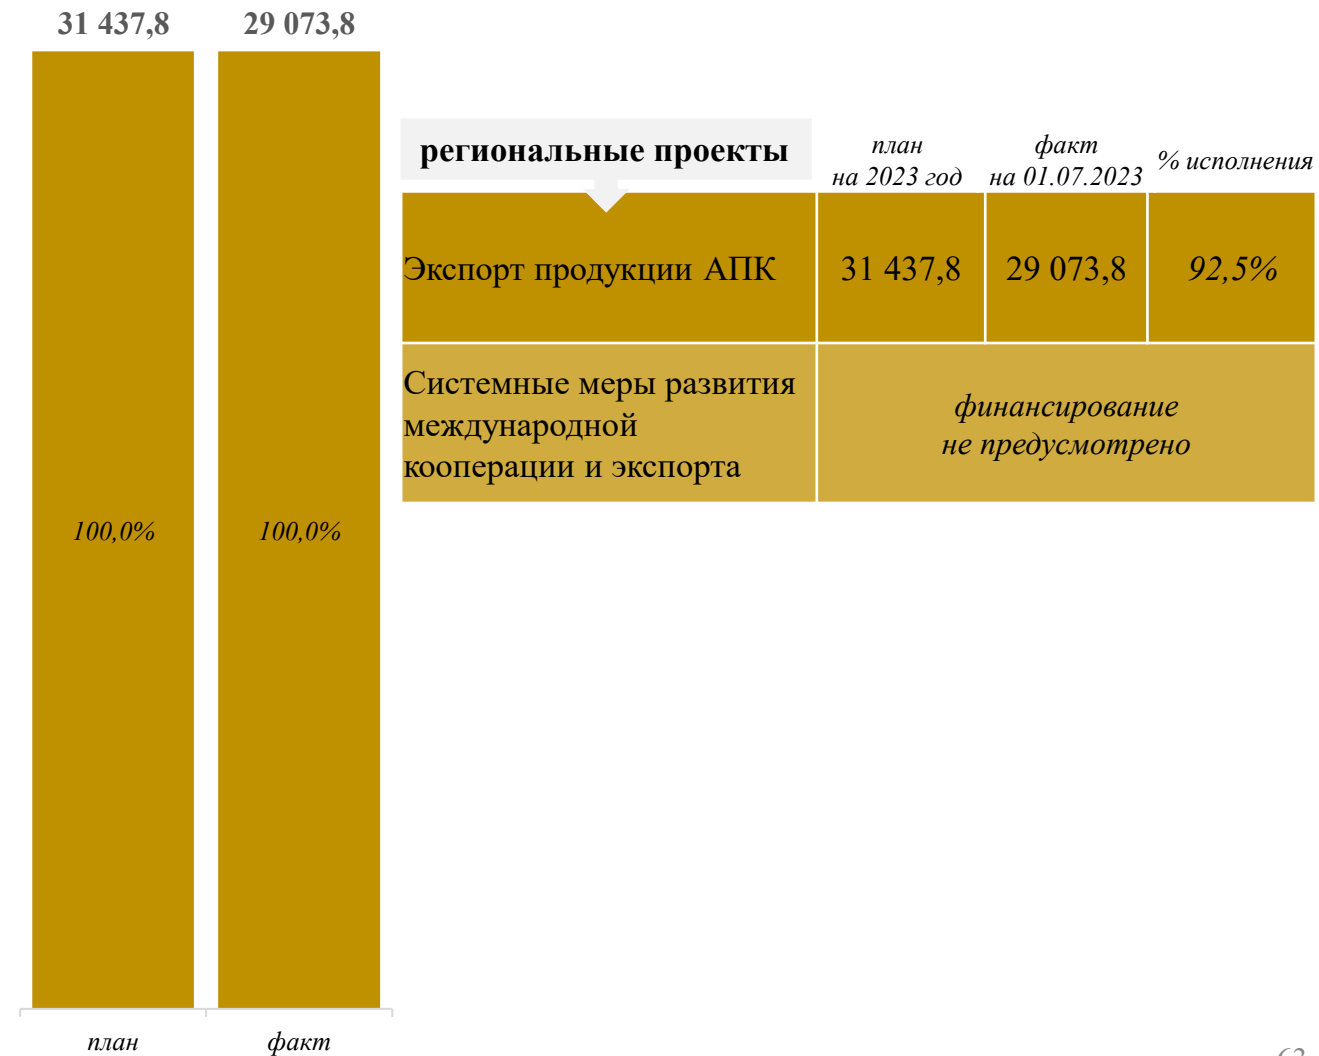 31 437,8
29 073,8
региональные проекты
план
на 2023 год
факт
на 01.07.2023
% исполнения
Экспорт продукции АПК
31 437,8
29 073,8
92,5%
Системные меры развития
международной
кооперации и экспорта
финансирование
не предусмотрено
100,0%
100,0%
план
факт